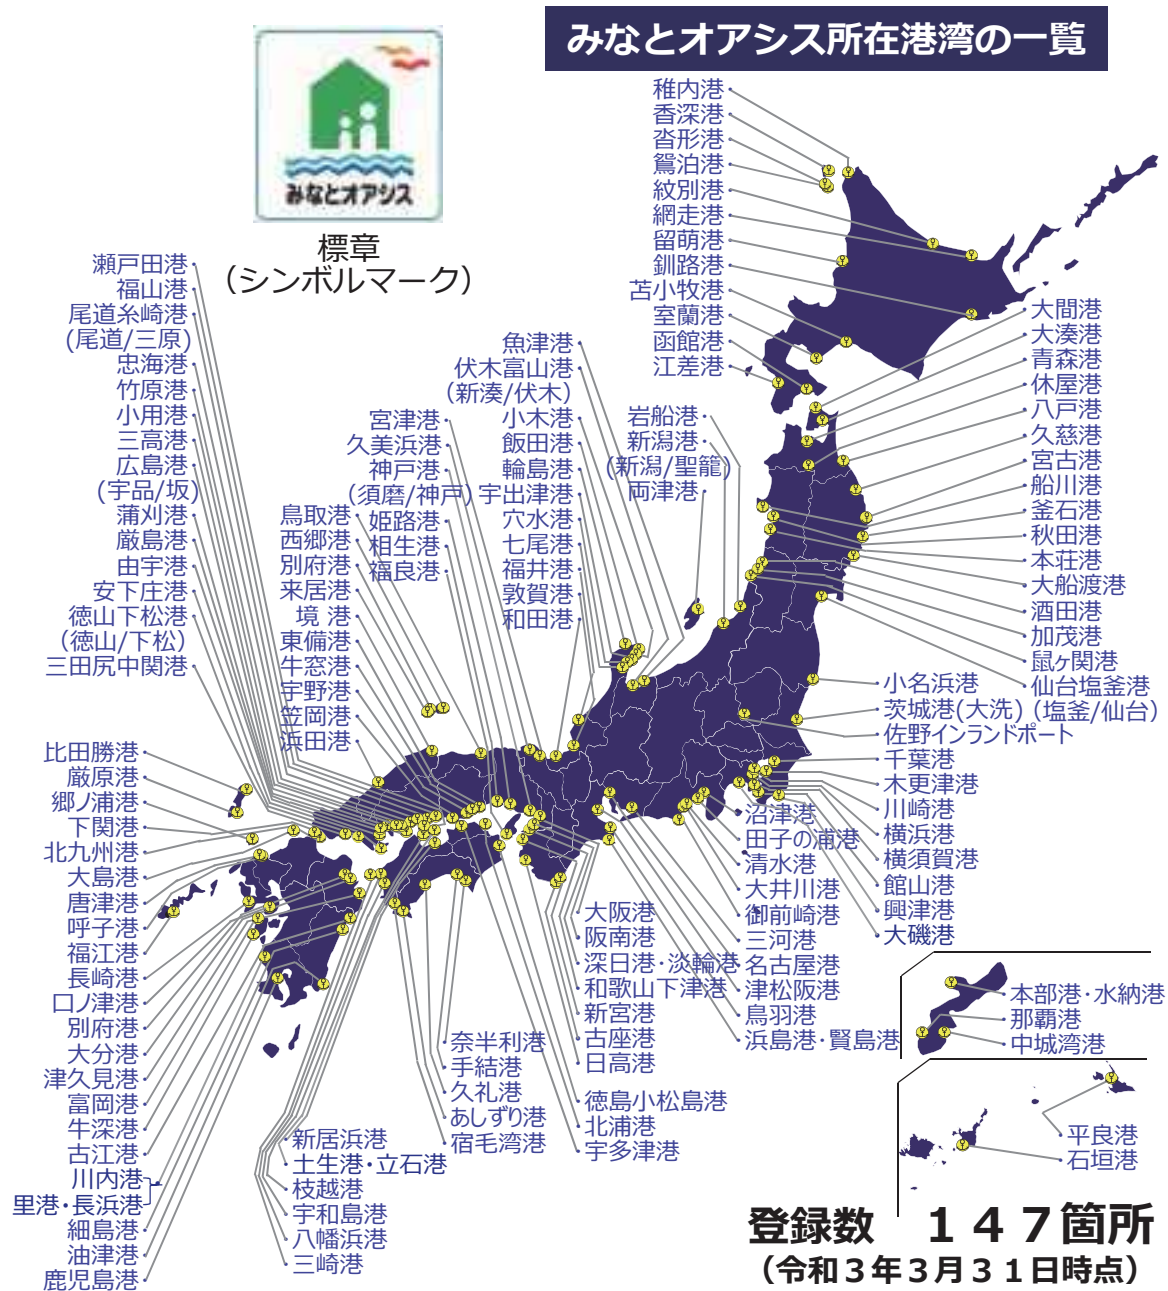 みなとオアシス所在港湾の一覧
みなとオアシス
標章
（シンボルマーク）
稚内港
香深港
沓形港
鴛泊港
紋別港
網走港
留萌港
釧路港
苫小牧港
室蘭港
函館港
江差港
大間港
大湊港
青森港
休屋港
八戸港
久慈港
宮古港
船川港
釜石港
秋田港
本荘港
大船渡港
酒田港
加茂港
鼠ヶ関港
仙台塩釜港
(塩釜/仙台)
岩船港
新潟港
(新潟/聖籠)
両津港
魚津港
伏木富山港
(新湊/伏木)
小木港
飯田港
輪島港
宇出津港
穴水港
七尾港
福井港
敦賀港
和田港
宮津港
久美浜港
神戸港
(須磨/神戸)
姫路港
相生港
福良港
鳥取港
西郷港
別府港
来居港
境 港
東備港
牛窓港
宇野港
笠岡港
浜田港
瀬戸田港
福山港
尾道糸崎港
(尾道/三原)
忠海港
竹原港
小用港
三高港
広島港
(宇品/坂)
蒲刈港
厳島港
由宇港
安下庄港
徳山下松港
(徳山/下松)
三田尻中関港
比田勝港
厳原港
郷ノ浦港
下関港
北九州港
大島港
唐津港
呼子港
福江港
長崎港
口ノ津港
別府港
大分港
津久見港
富岡港
牛深港
古江港
川内港
里港・長浜港
細島港
油津港
鹿児島港
新居浜港
土生港・立石港
枝越港
宇和島港
八幡浜港
三崎港
奈半利港
手結港
久礼港
あしずり港
宿毛湾港
徳島小松島港
北浦港
宇多津港
大阪港
阪南港
深日港・淡輪港
和歌山下津港
新宮港
古座港
日高港
小名浜港
茨城港(大洗)
佐野インランドポート
千葉港
木更津港
川崎港
横浜港
横須賀港
館山港
興津港
大磯港
沼津港
田子の浦港
清水港
大井川港
御前崎港
三河港
名古屋港
津松阪港
鳥羽港
浜島港・賢島港
本部港・水納港
那覇港
中城湾港
平良港
石垣港
登録数　１４７箇所
（令和３年３月３１日時点）